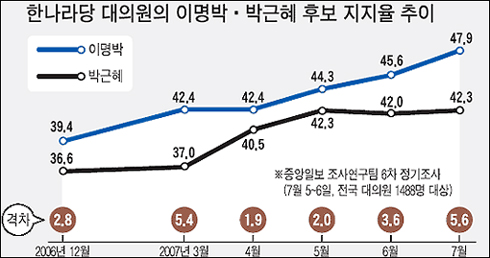 한나라당 대의원의 이명박·박근혜 후보 지지율 추이
이명박
박근혜
39.4
42.4
42.4
44.3
45.6
47.9
36.6
37.0
40.5
42.3
42.0
42.3
※중앙일보 조사연구팀 6차 정기조사
(7월 5~6일, 전국 대의원 1488명 대상)
격차
2.8
5.4
1.9
2.0
3.6
5.6
2006년 12월
2007년 3월
4월
5월
6월
7월